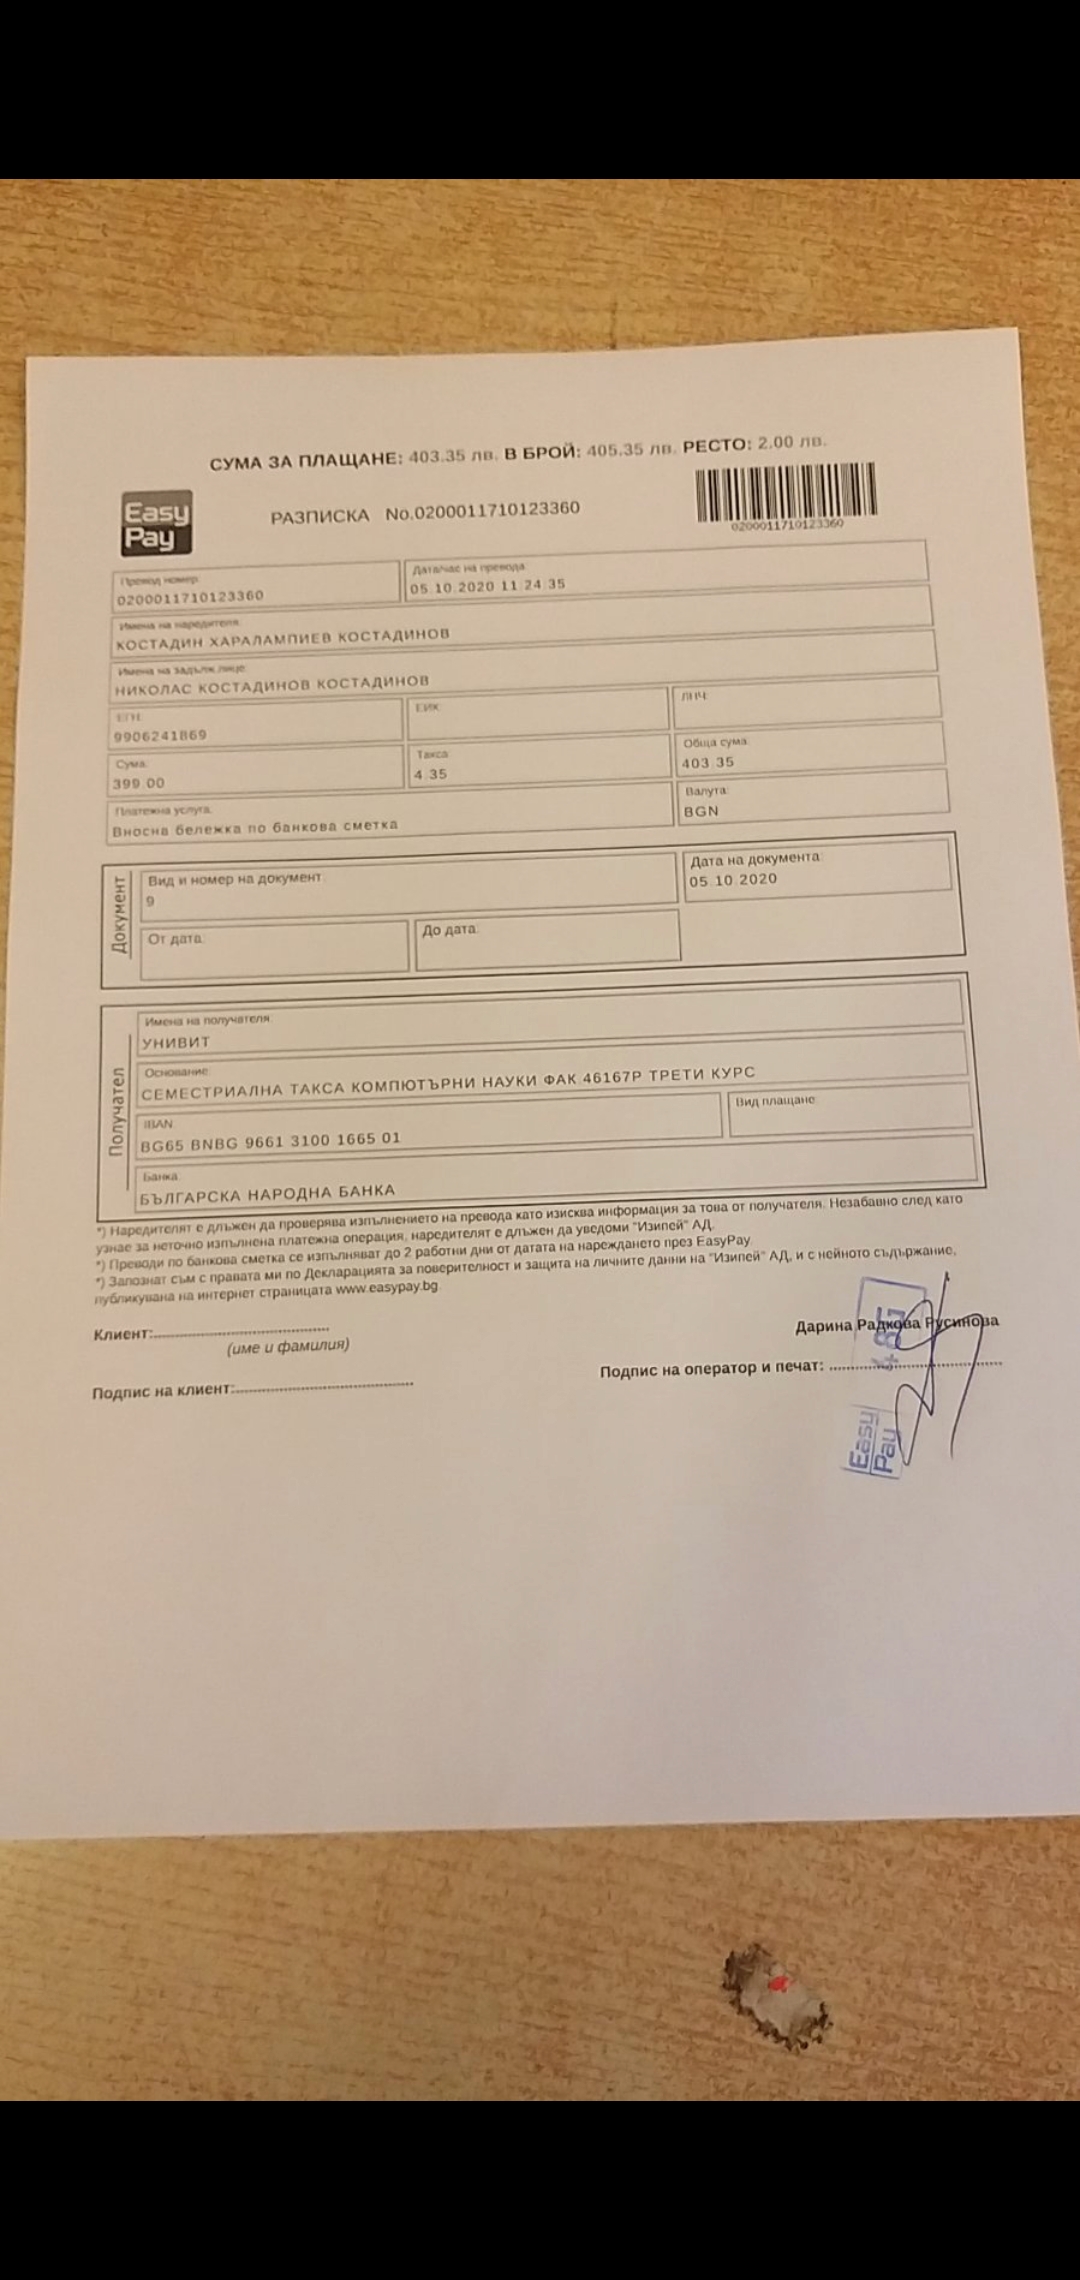 СУМА ЗА ПЛАЩАНЕ: 403.35 лв. В БРОЙ: 405.35 лв. РЕСТО: 2.00 лв.
Easy
Pay
РАЗПИСКА No.0200011710123360
0200011710123360
Превод номер:
0200011710123360
Дата/час на превода:
05.10.2020 11:24:35
Имена на наредителя:
КОСТАДИН ХАРАЛАМПИЕВ КОСТАДИНОВ
Имена на задълж.лице:
НИКОЛАС КОСТАДИНОВ КОСТАДИНОВ
ЕГН:
9906241869
ЕИК:
ЛНЧ:
Сума:
399.00
Такса:
4.35
Обща сума:
403.35
Платежна услуга:
Вносна бележка по банкова сметка
Валута:
BGN
Документ
Вид и номер на документ:
9
Дата на документа:
05.10.2020
От дата:
До дата:
Получател
Имена на получателя:
УНИВИТ
Основание:
СЕМЕСТРИАЛНА ТАКСА КОМПЮТЪРНИ НАУКИ ФАК 46167Р ТРЕТИ КУРС
IBAN:
BG65 BNBG 9661 3100 1665 01
Вид плащане:
Банка:
БЪЛГАРСКА НАРОДНА БАНКА
*) Наредителят е длъжен да проверява изпълнението на превода като изисква информация за това от получателя. Незабавно след като
узнае за неточно изпълнена платежна операция, наредителят е длъжен да уведоми "Изипей" АД.
*) Преводи по банкова сметка се изпълняват до 2 работни дни от датата на нареждането през EasyPay.
*) Запознат съм с правата ми по Декларацията за поверителност и защита на личните данни на "Изипей" АД, и с нейното съдържание,
публикувана на интернет страницата www.easypay.bg.
Клиент:
(име и фамилия)
Дарина Радкова Русинова
Подпис на оператор и печат:
Подпис на клиент:
Easy
Pay